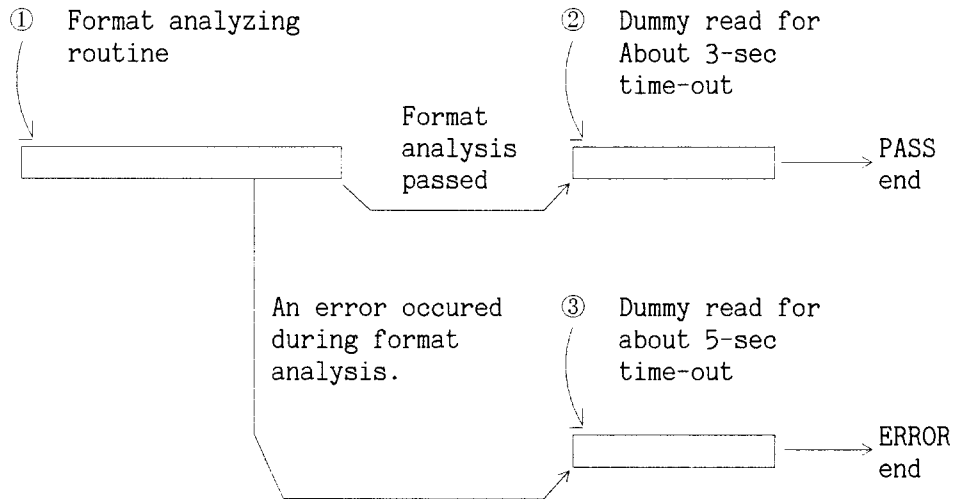 ① Format analyzing
routine
② Dummy read for
About 3-sec
time-out
Format
analysis
passed
PASS
end
An error occured
during format
analysis.
③ Dummy read for
about 5-sec
time-out
ERROR
end